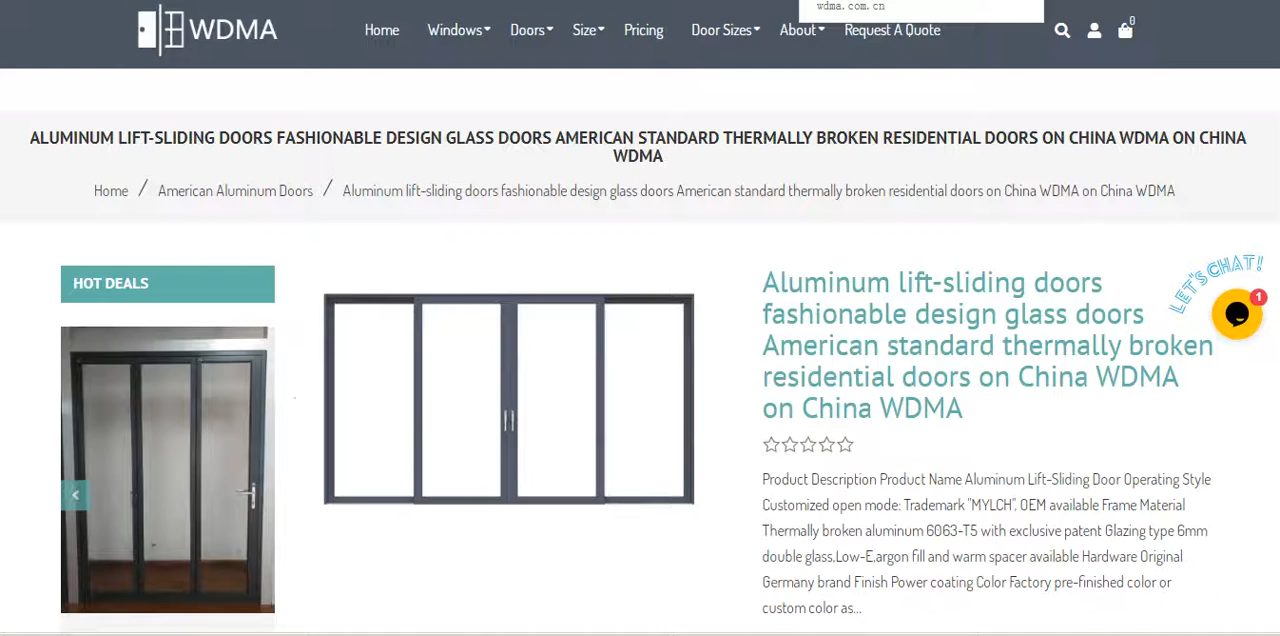 wdma.com.cn
WDMA
Home Windows Doors Size Pricing Door Sizes About Request A Quote
0
ALUMINUM LIFT-SLIDING DOORS FASHIONABLE DESIGN GLASS DOORS AMERICAN STANDARD THERMALLY BROKEN RESIDENTIAL DOORS ON CHINA WDMA ON CHINA
WDMA
Home / American Aluminum Doors / Aluminum lift-sliding doors fashionable design glass doors American standard thermally broken residential doors on China WDMA on China WDMA
HOT DEALS
Aluminum lift-sliding doors
fashionable design glass doors
American standard thermally broken
residential doors on China WDMA
on China WDMA
LET'S CHAT!
1
Product Description Product Name Aluminum Lift-Sliding Door Operating Style
Customized open mode: Trademark "MYLCH". OEM available Frame Material
Thermally broken aluminum 6063-T5 with exclusive patent Glazing type 6mm
double glass,Low-E,argon fill and warm spacer available Hardware Original
Germany brand Finish Power coating Color Factory pre-finished color or
custom color as...